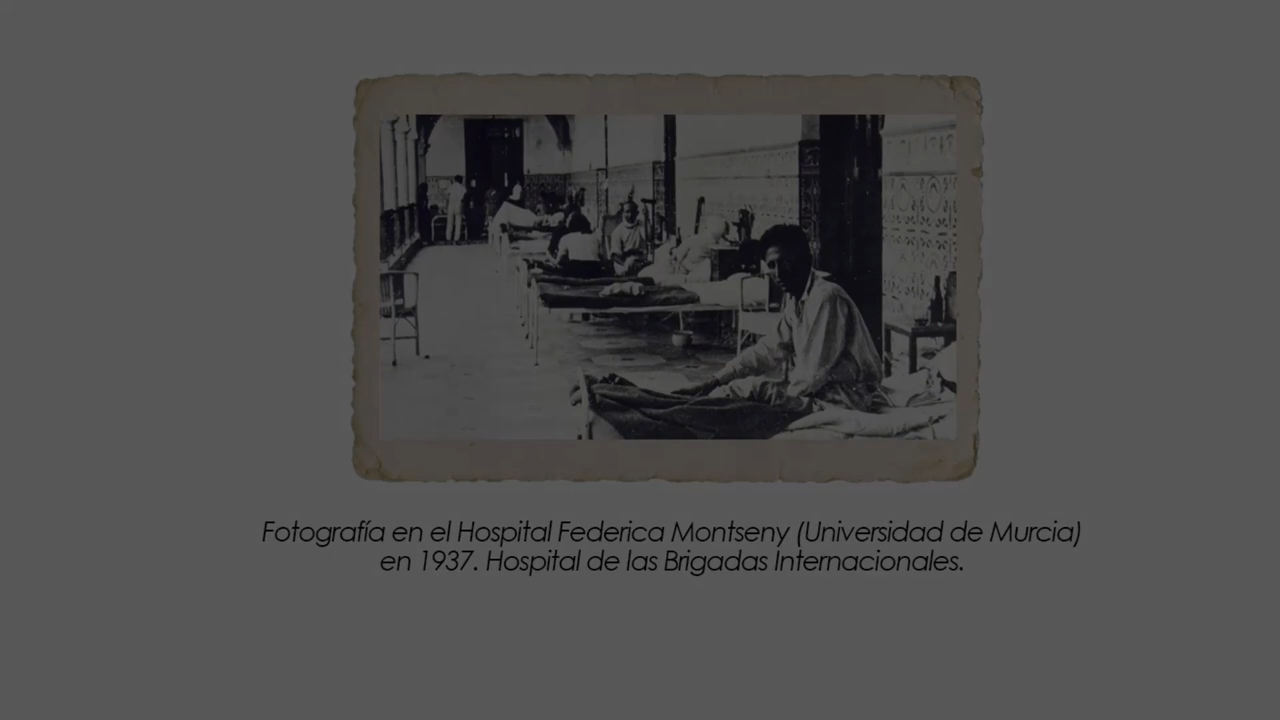 Fotografía en el Hospital Federica Montseny (Universidad de Murcia)
en 1937. Hospital de las Brigadas Internacionales.